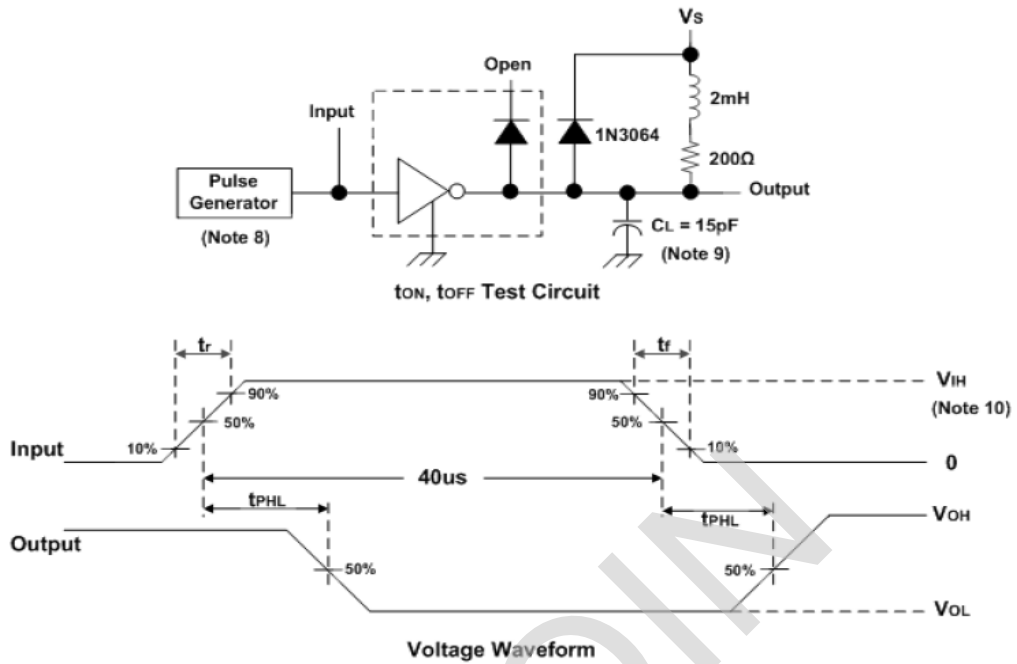 Vs
Open
2mH
Input
1N3064
200Ω
Pulse
Generator
Output
(Note 8)
CL = 15pF
(Note 9)
tON, tOFF Test Circuit
tr
tf
90%
90%
VIH
50%
50%
(Note 10)
Input
10%
10%
0
40us
tPHL
tPHL
VOH
Output
50%
50%
VOL
Voltage Waveform